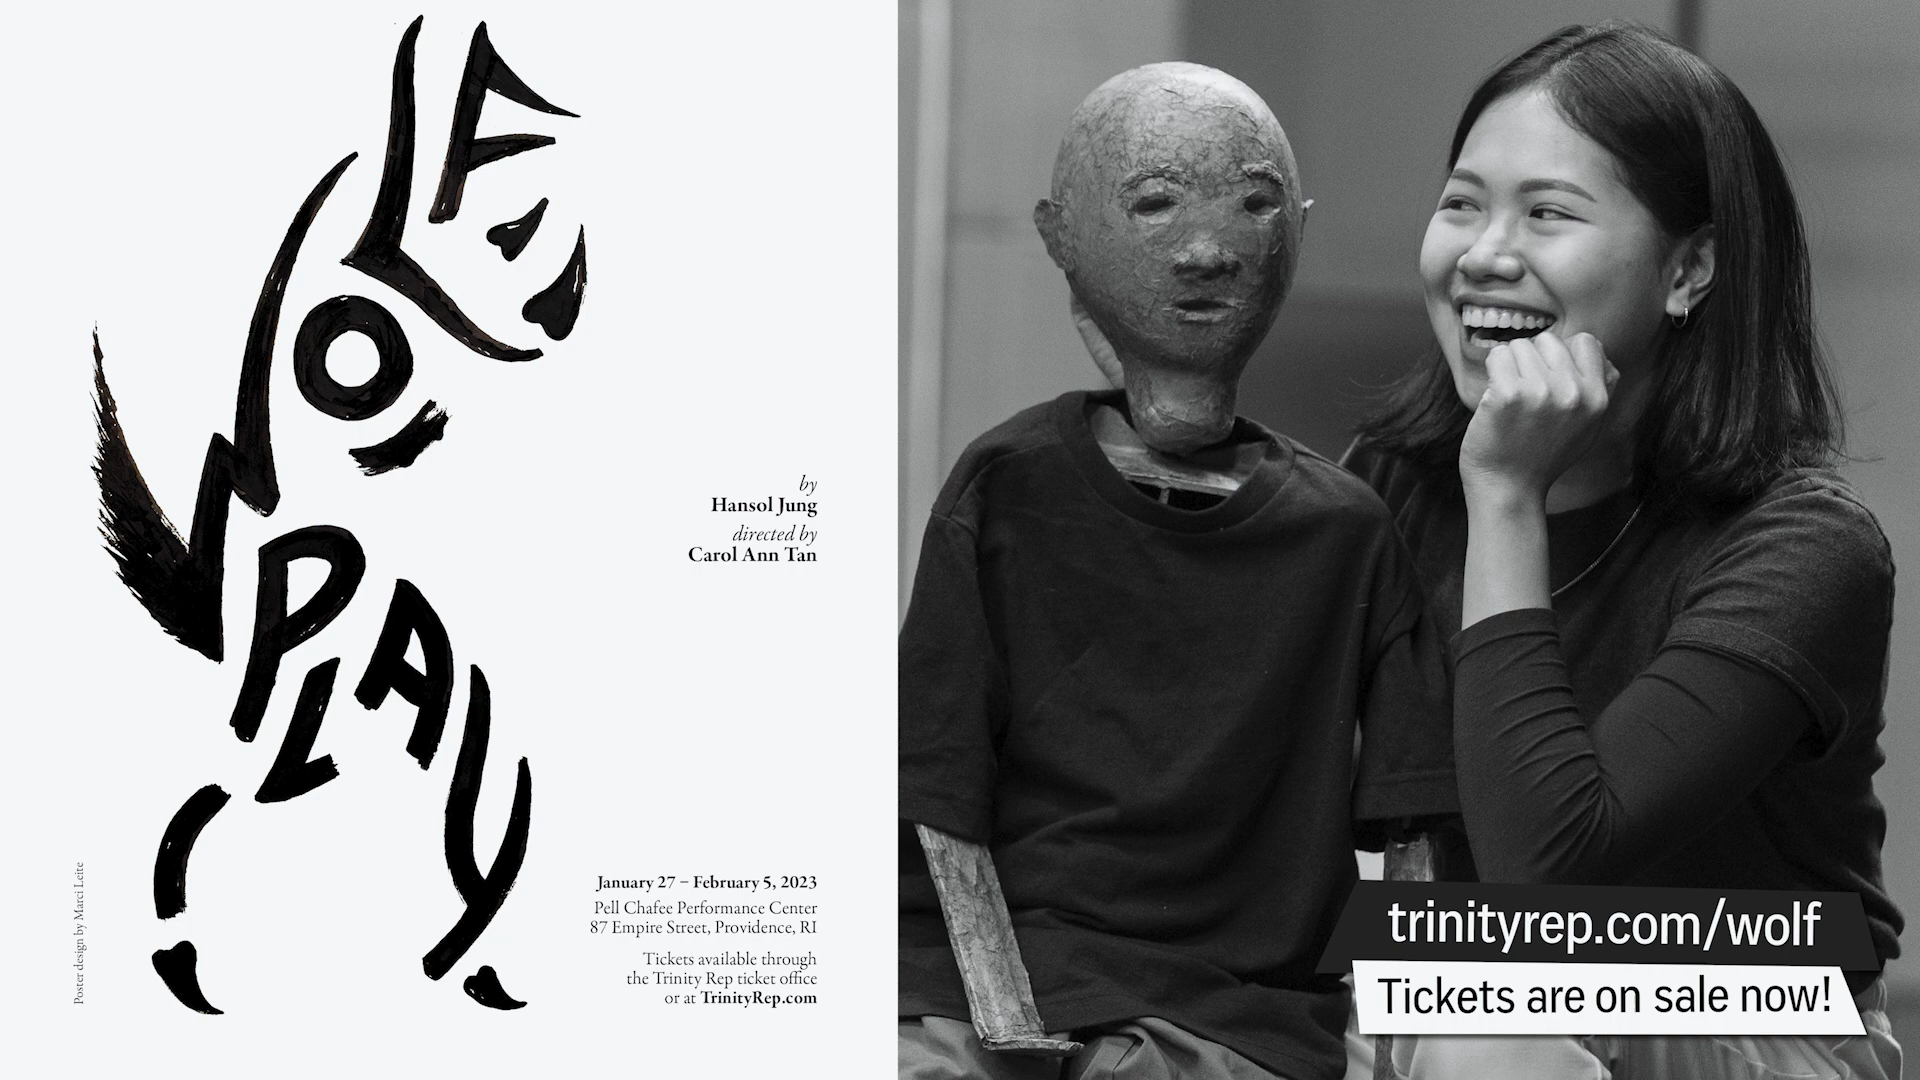 WOLF
PLAY
by
Hansol Jung
directed by
Carol Ann Tan
January 27 – February 5, 2023
Pell Chafee Performance Center
87 Empire Street, Providence, RI
Tickets available through
the Trinity Rep ticket office
or at TrinityRep.com
Poster design by Marci Leite
trinityrep.com/wolf
Tickets are on sale now!